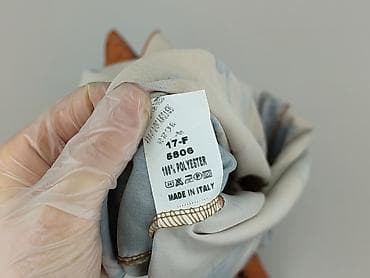 17-F
5806
100% POLYESTER
MADE IN ITALY